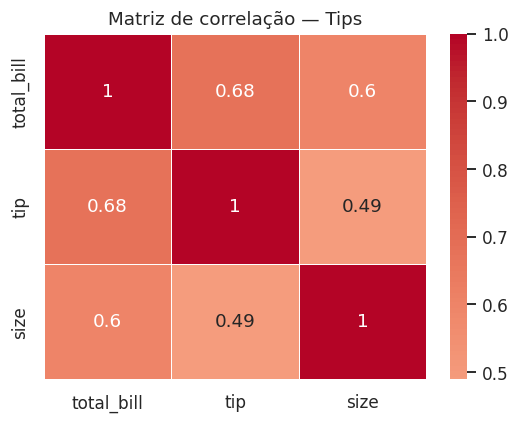 Matriz de correlação — Tips
total_bill
1
0.68
0.6
tip
0.68
1
0.49
size
0.6
0.49
1
total_bill
tip
size
1.0
0.9
0.8
0.7
0.6
0.5